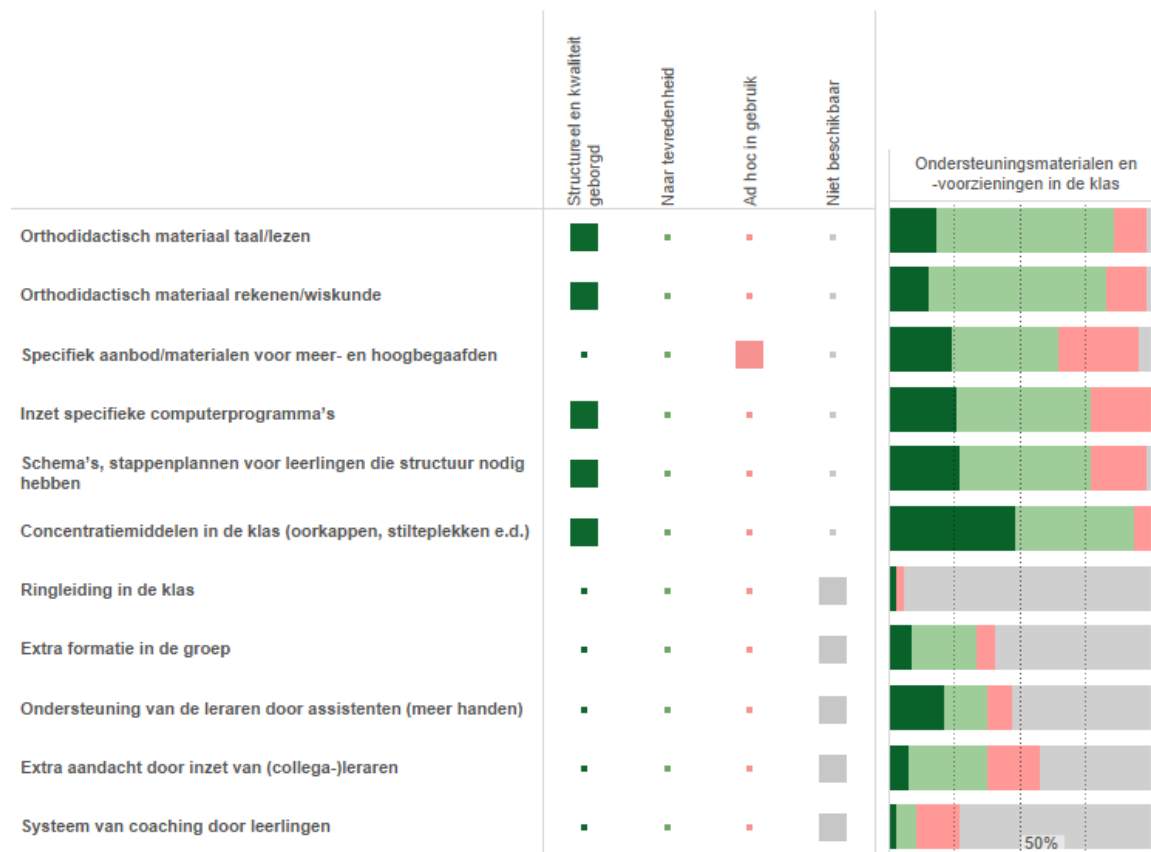 Structureel en kwaliteit
geborgd
Naar tevredenheid
Ad hoc in gebruik
Niet beschikbaar
Ondersteuningsmaterialen en
-voorzieningen in de klas
Orthodidactisch materiaal taal/lezen
Orthodidactisch materiaal rekenen/wiskunde
Specifiek aanbod/materialen voor meer- en hoogbegaafden
Inzet specifieke computerprogramma's
Schema's, stappenplannen voor leerlingen die structuur nodig
hebben
Concentratiemiddelen in de klas (oorkappen, stilteplekken e.d.)
Ringleiding in de klas
Extra formatie in de groep
Ondersteuning van de leraren door assistenten (meer handen)
Extra aandacht door inzet van (collega-)leraren
Systeem van coaching door leerlingen
50%